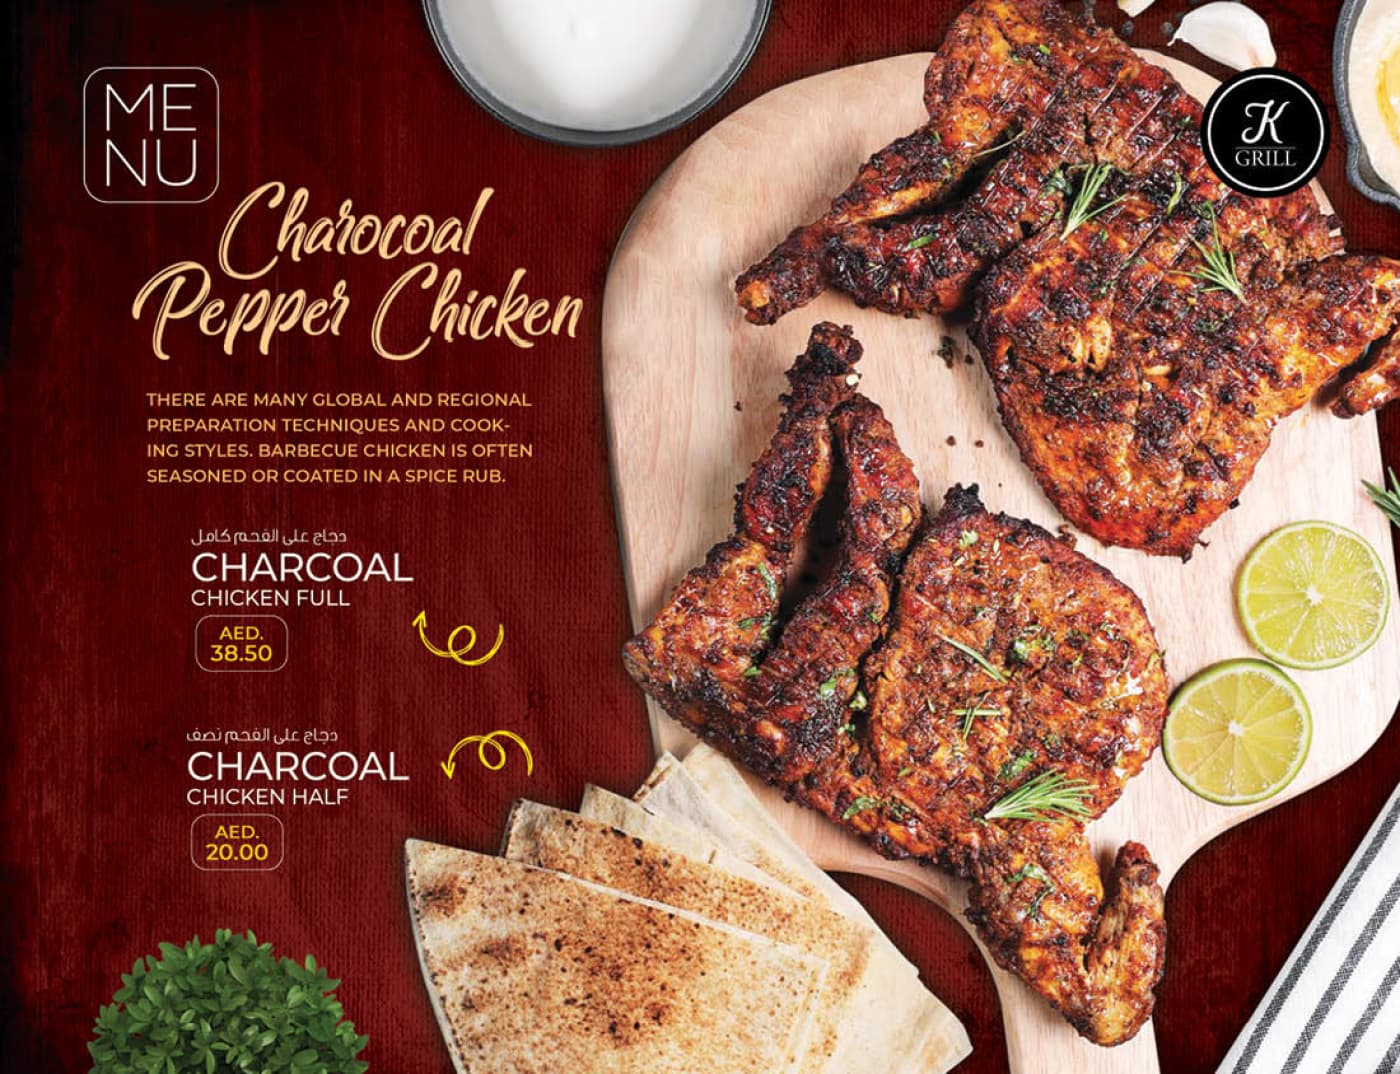 ME
NU
K
GRILL
Charocoal
Pepper Chicken
THERE ARE MANY GLOBAL AND REGIONAL
PREPARATION TECHNIQUES AND COOK-
ING STYLES. BARBECUE CHICKEN IS OFTEN
SEASONED OR COATED IN A SPICE RUB.
دجاج على الفحم كامل
CHARCOAL
CHICKEN FULL
AED.
38.50
دجاج على الفحم نصف
CHARCOAL
CHICKEN HALF
AED.
20.00